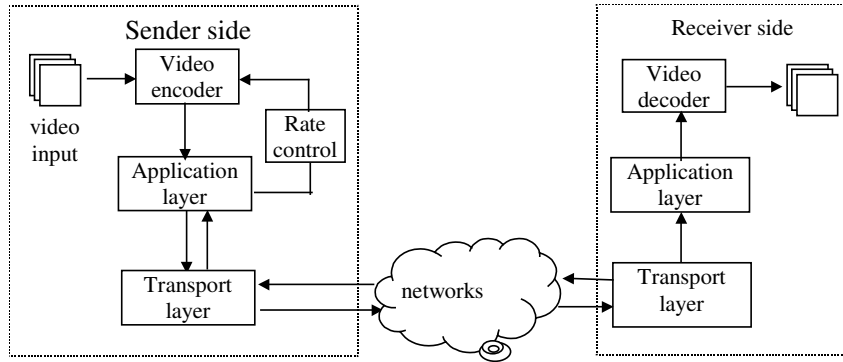 Sender side
Video
encoder
video
input
Rate
control
Application
layer
Transport
layer
networks
Receiver side
Video
decoder
Application
layer
Transport
layer